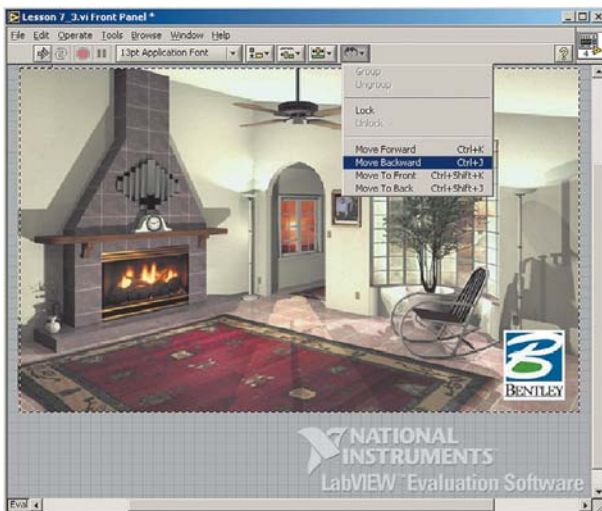 Lesson 7_3.vi Front Panel *
File Edit Operate Tools Browse Window Help
13pt Application Font
4
Group
Ungroup
Lock
Unlock
Move Forward Ctrl+K
Move Backward Ctrl+J
Move To Front Ctrl+Shift+K
Move To Back Ctrl+Shift+J
BENTLEY
NATIONAL
INSTRUMENTS
LabVIEW™ Evaluation Software
Eval